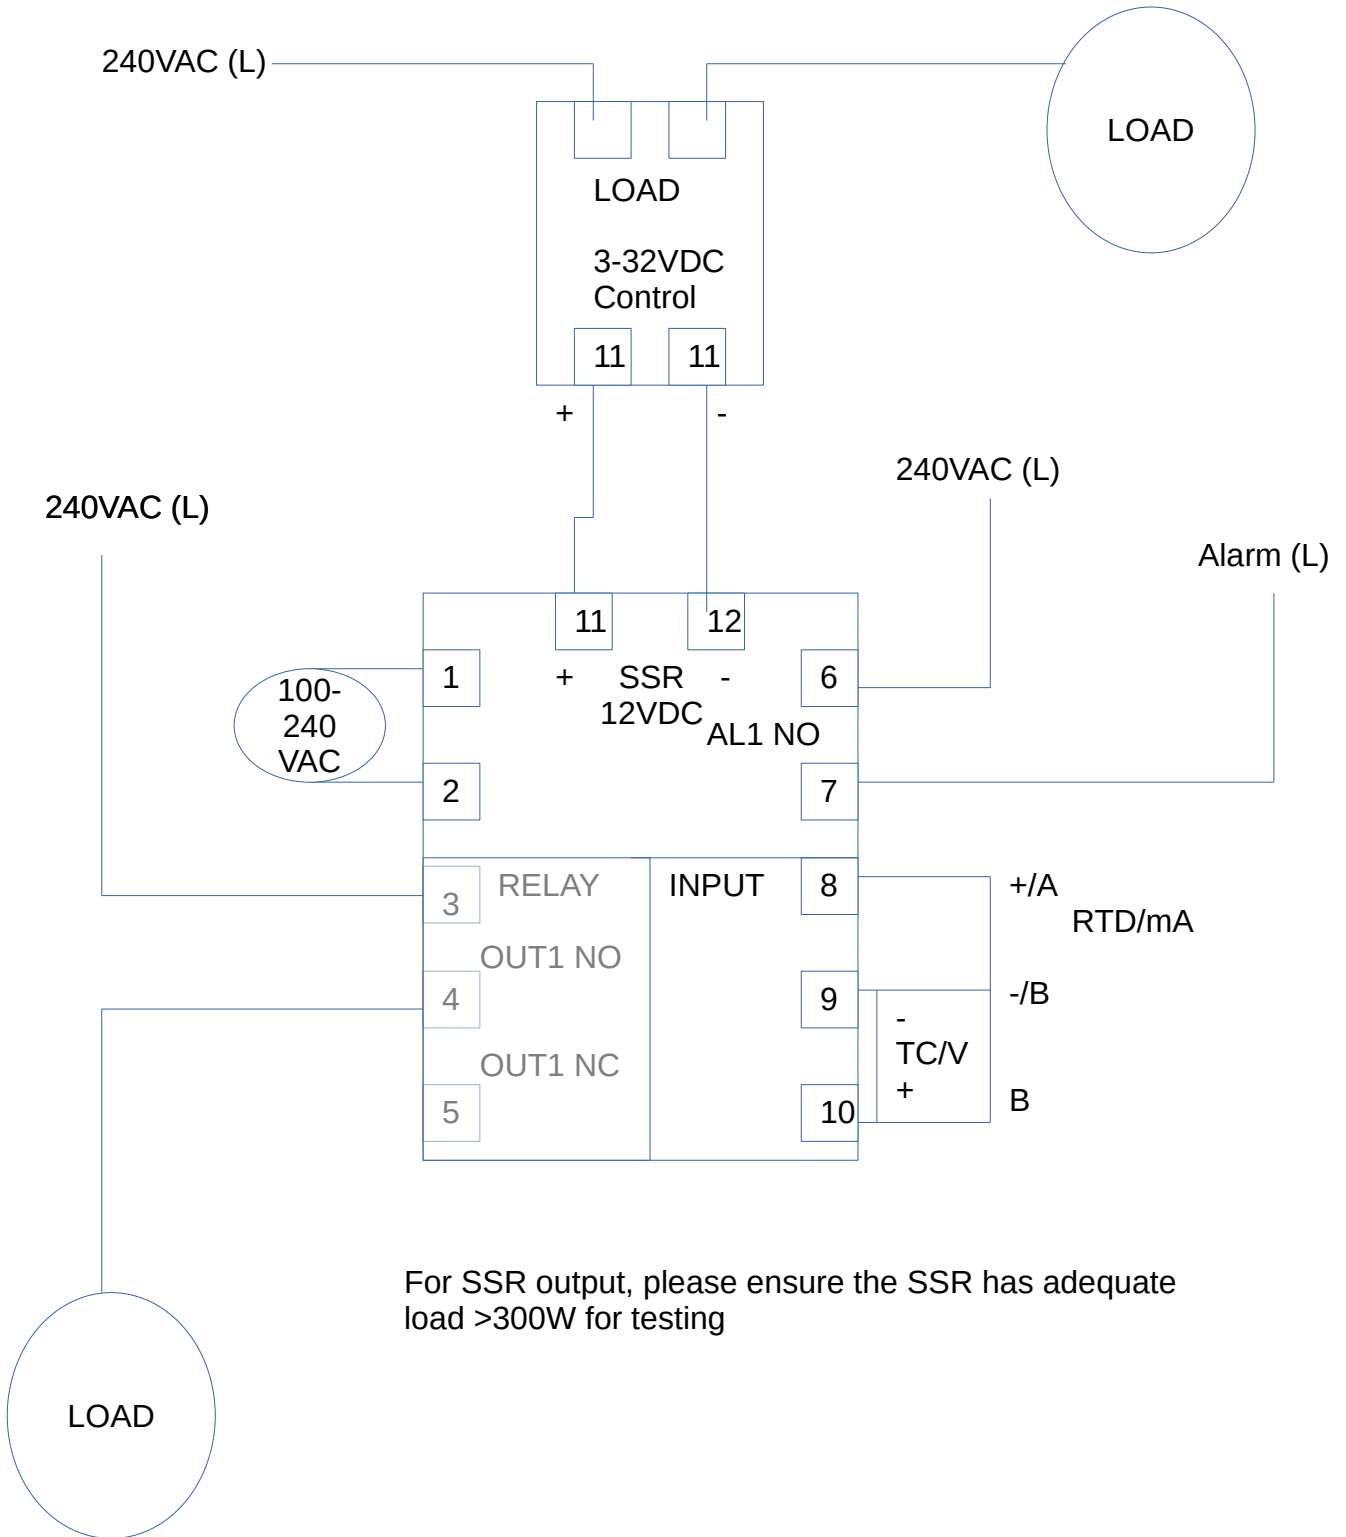 240VAC (L)
LOAD
LOAD
3-32VDC
Control
11
11
+
-
240VAC (L)
240VAC (L)
Alarm (L)
11
12
1
+
SSR
-
6
12VDC
AL1 NO
100-
240
VAC
2
7
3
RELAY
INPUT
8
+/A
RTD/mA
OUT1 NO
4
9
-/B
-
TC/V
+
OUT1 NC
5
10
B
For SSR output, please ensure the SSR has adequate
load >300W for testing
LOAD